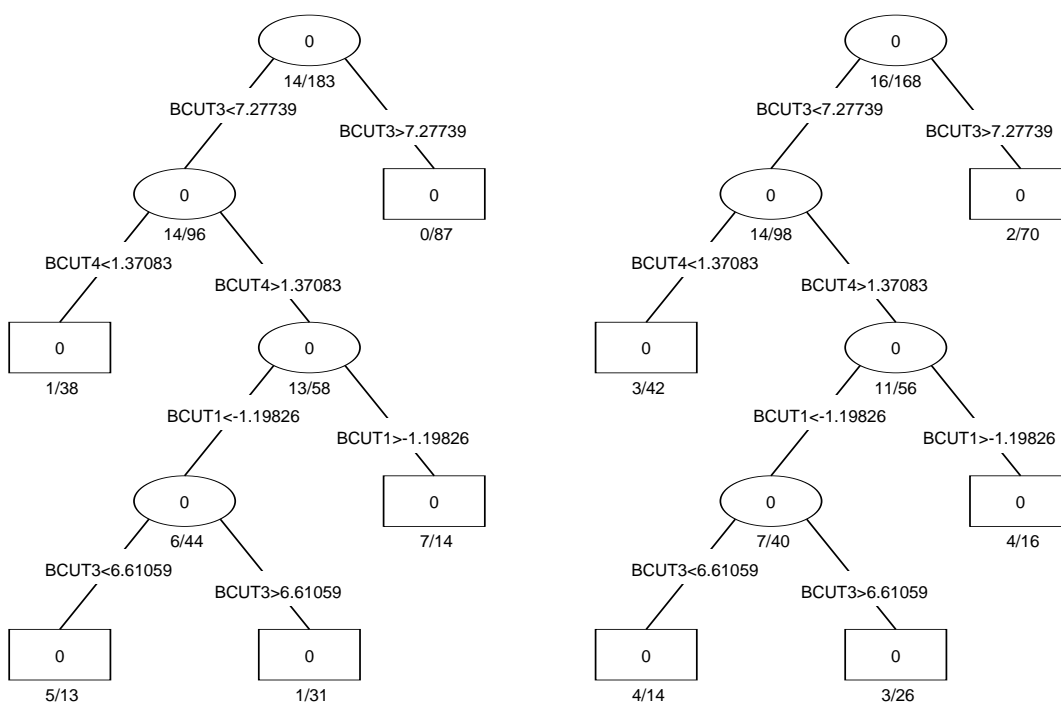 0
14/183
BCUT3<7.27739
BCUT3>7.27739
0
14/96
0
0/87
BCUT4<1.37083
BCUT4>1.37083
0
1/38
0
13/58
BCUT1<-1.19826
BCUT1>-1.19826
0
6/44
0
7/14
BCUT3<6.61059
BCUT3>6.61059
0
5/13
0
1/31
0
16/168
BCUT3<7.27739
BCUT3>7.27739
0
14/98
0
2/70
BCUT4<1.37083
BCUT4>1.37083
0
3/42
0
11/56
BCUT1<-1.19826
BCUT1>-1.19826
0
7/40
0
4/16
BCUT3<6.61059
BCUT3>6.61059
0
4/14
0
3/26